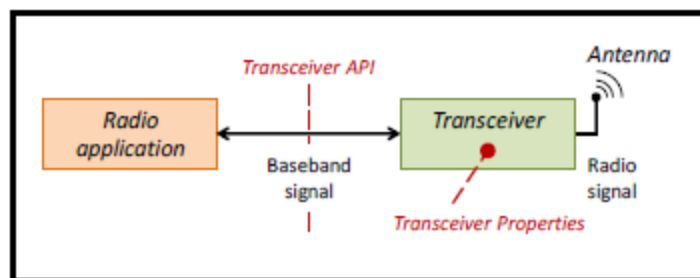 Transceiver API
Antenna
Radio
application
Transceiver
Baseband
signal
Radio
signal
Transceiver Properties